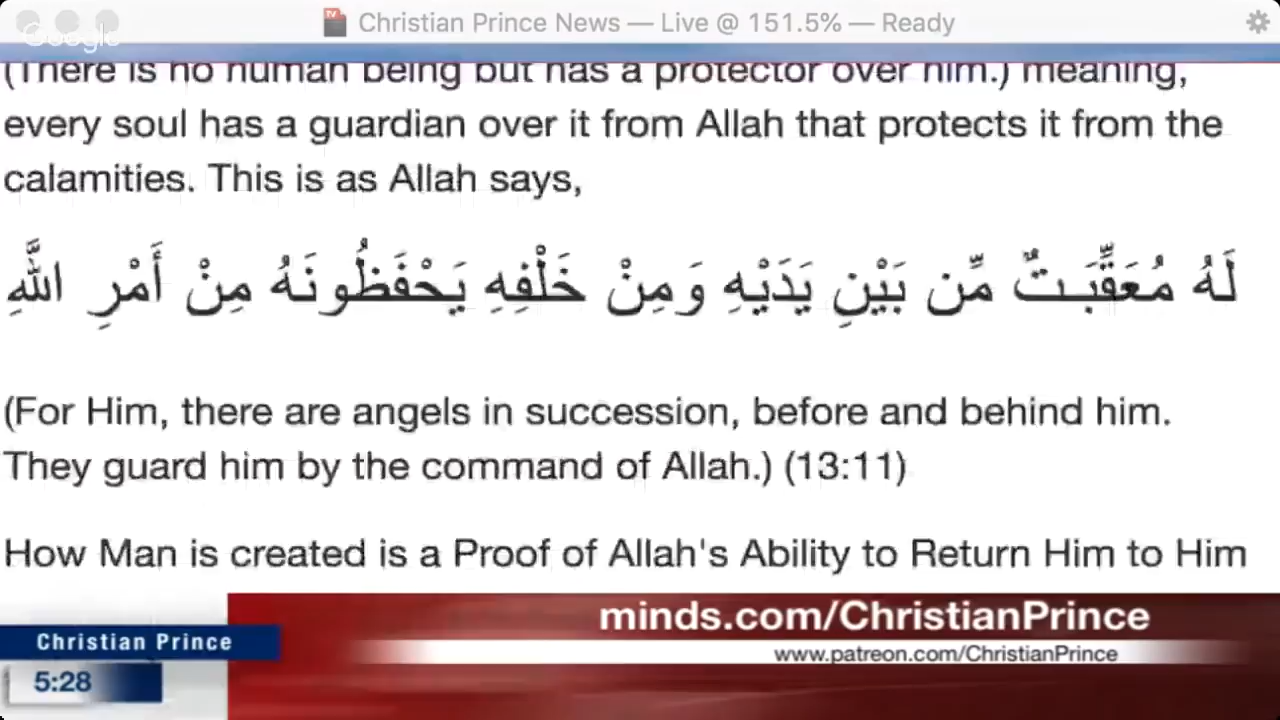 Christian Prince News — Live @ 151.5% — Ready
Google
(There is no human being but has a protector over him.) meaning,
every soul has a guardian over it from Allah that protects it from the
calamities. This is as Allah says,
لَهُ مُعَقِّبَـتٌ مِّن بَيْنِ يَدَيْهِ وَمِنْ خَلْفِهِ يَحْفَظُونَهُ مِنْ أَمْرِ اللَّهِ
(For Him, there are angels in succession, before and behind him.
They guard him by the command of Allah.) (13:11)
How Man is created is a Proof of Allah's Ability to Return Him to Him
minds.com/ChristianPrince
Christian Prince
www.patreon.com/ChristianPrince
5:28